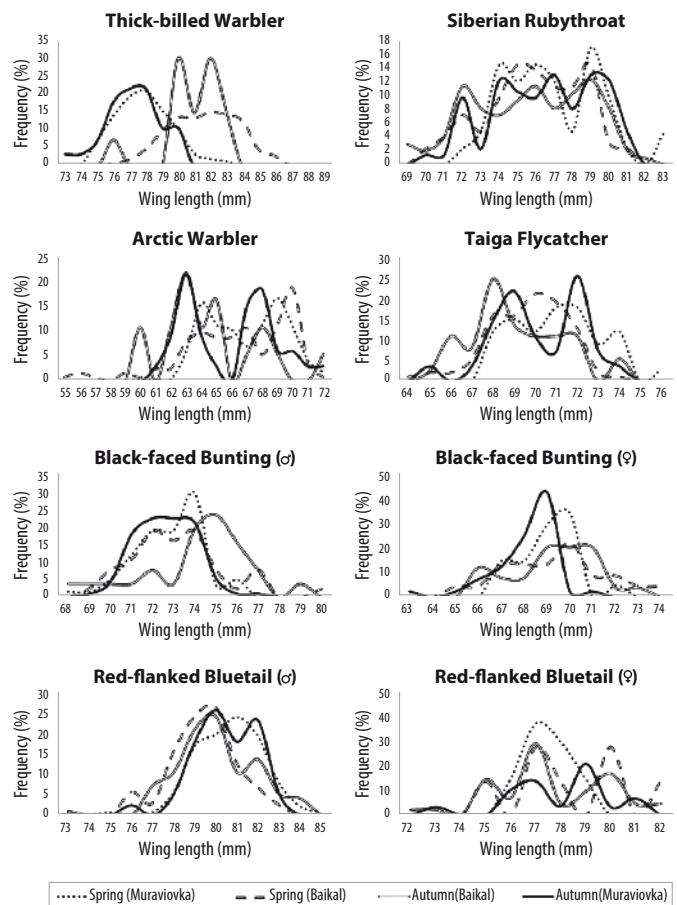 Thick-billed Warbler
Frequency (%)
35
30
25
20
15
10
5
0
73 74 75 76 77 78 79 80 81 82 83 84 85 86 87 88 89
Wing length (mm)
Siberian Rubythroat
Frequency (%)
18
16
14
12
10
8
6
4
2
0
69 70 71 72 73 74 75 76 77 78 79 80 81 82 83
Wing length (mm)
Arctic Warbler
Frequency (%)
25
20
15
10
5
0
55 56 57 58 59 60 61 62 63 64 65 66 67 68 69 70 71 72
Wing length (mm)
Taiga Flycatcher
Frequency (%)
30
25
20
15
10
5
0
64 65 66 67 68 69 70 71 72 73 74 75 76
Wing length (mm)
Black-faced Bunting (♂)
Frequency (%)
35
30
25
20
15
10
5
0
68 69 70 71 72 73 74 75 76 77 78 79 80
Wing length (mm)
Black-faced Bunting (♀)
Frequency (%)
50
40
30
20
10
0
63 64 65 66 67 68 69 70 71 72 73 74
Wing length (mm)
Red-flanked Bluetail (♂)
Frequency (%)
30
25
20
15
10
5
0
73 74 75 76 77 78 79 80 81 82 83 84 85
Wing length (mm)
Red-flanked Bluetail (♀)
Frequency (%)
50
40
30
20
10
0
72 73 74 75 76 77 78 79 80 81 82
Wing length (mm)
Spring (Muraviovka) Spring (Baikal) Autumn(Baikal) Autumn(Muraviovka)